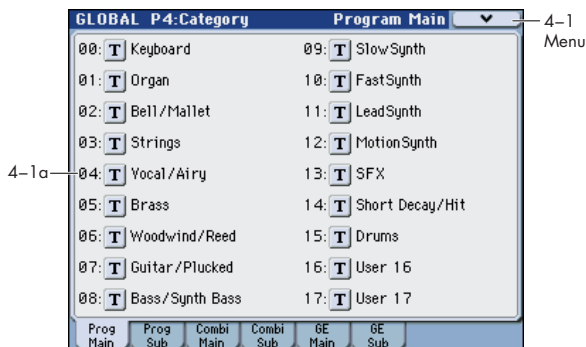 GLOBAL P4:Category Program Main
4–1
Menu
00: T Keyboard
01: T Organ
02: T Bell/Mallet
03: T Strings
4–1a
04: T Vocal/Airy
05: T Brass
06: T Woodwind/Reed
07: T Guitar/Plucked
08: T Bass/Synth Bass
09: T SlowSynth
10: T FastSynth
11: T LeadSynth
12: T MotionSynth
13: T SFX
14: T Short Decay/Hit
15: T Drums
16: T User 16
17: T User 17
Prog Main
Prog Sub
Combi Main
Combi Sub
GE Main
GE Sub